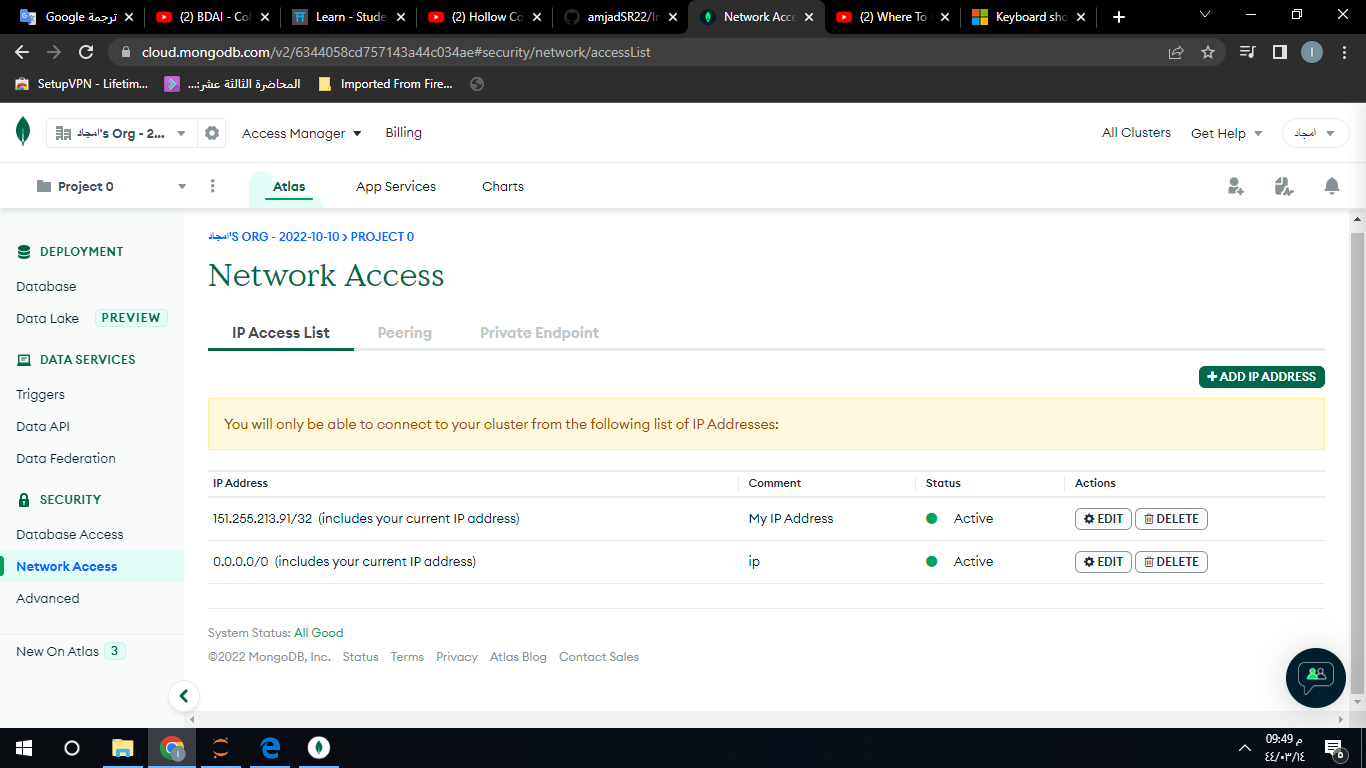 Google ترجمة
(2) BDAI - Col
Learn - Stude
(2) Hollow Co
amjadSR22/In
Network Acce
(2) Where To
Keyboard sho
cloud.mongodb.com/v2/6344058cd757143a44c034ae#security/network/accessList
I
SetupVPN - Lifetim...
المحاضرة الثالثة عشر:...
Imported From Fire...
امجاد's Org - 2...
Access Manager
Billing
All Clusters
Get Help
امجاد
Project 0
Atlas
App Services
Charts
DEPLOYMENT
Database
Data Lake PREVIEW
DATA SERVICES
Triggers
Data API
Data Federation
SECURITY
Database Access
Network Access
Advanced
New On Atlas 3
امجاد'S ORG - 2022-10-10 > PROJECT 0
Network Access
IP Access List Peering Private Endpoint
+ ADD IP ADDRESS
You will only be able to connect to your cluster from the following list of IP Addresses:
IP Address Comment Status Actions
151.255.213.91/32 (includes your current IP address) My IP Address Active EDIT DELETE
0.0.0.0/0 (includes your current IP address) ip Active EDIT DELETE
System Status: All Good
©2022 MongoDB, Inc. Status Terms Privacy Atlas Blog Contact Sales
09:49 م
٤٤/٠٣/١٤